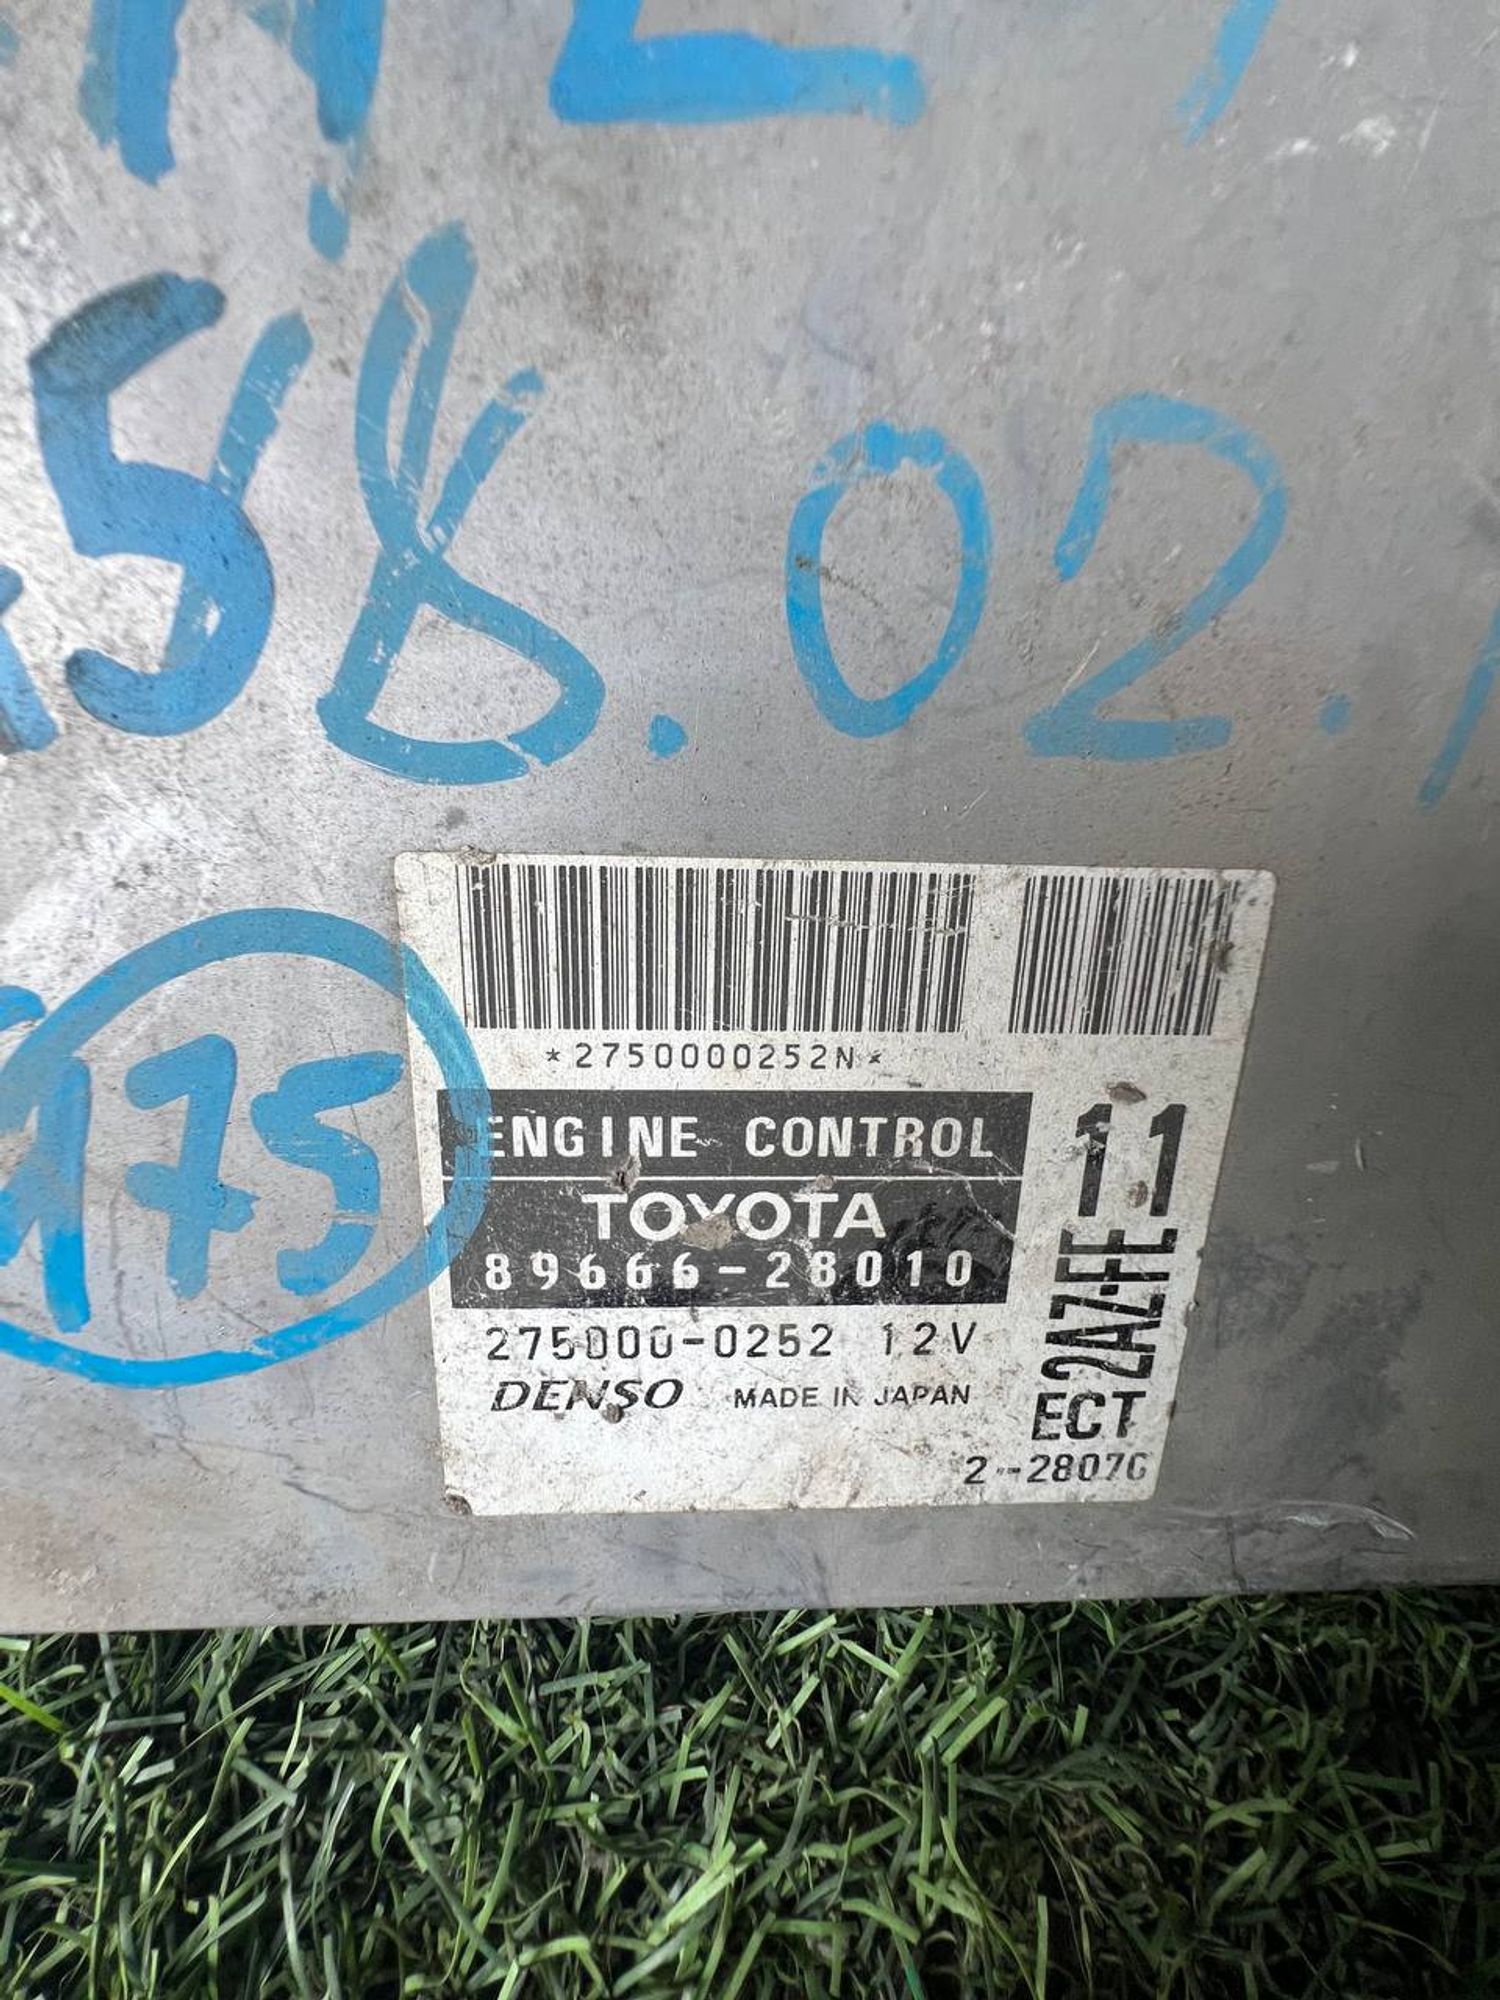 58.02.
175
*2750000252N*
ENGINE CONTROL
TOYOTA
89666-28010
275000-0252 12V
DENSO MADE IN JAPAN
11
2AZ-FE
ECT
2--2807G